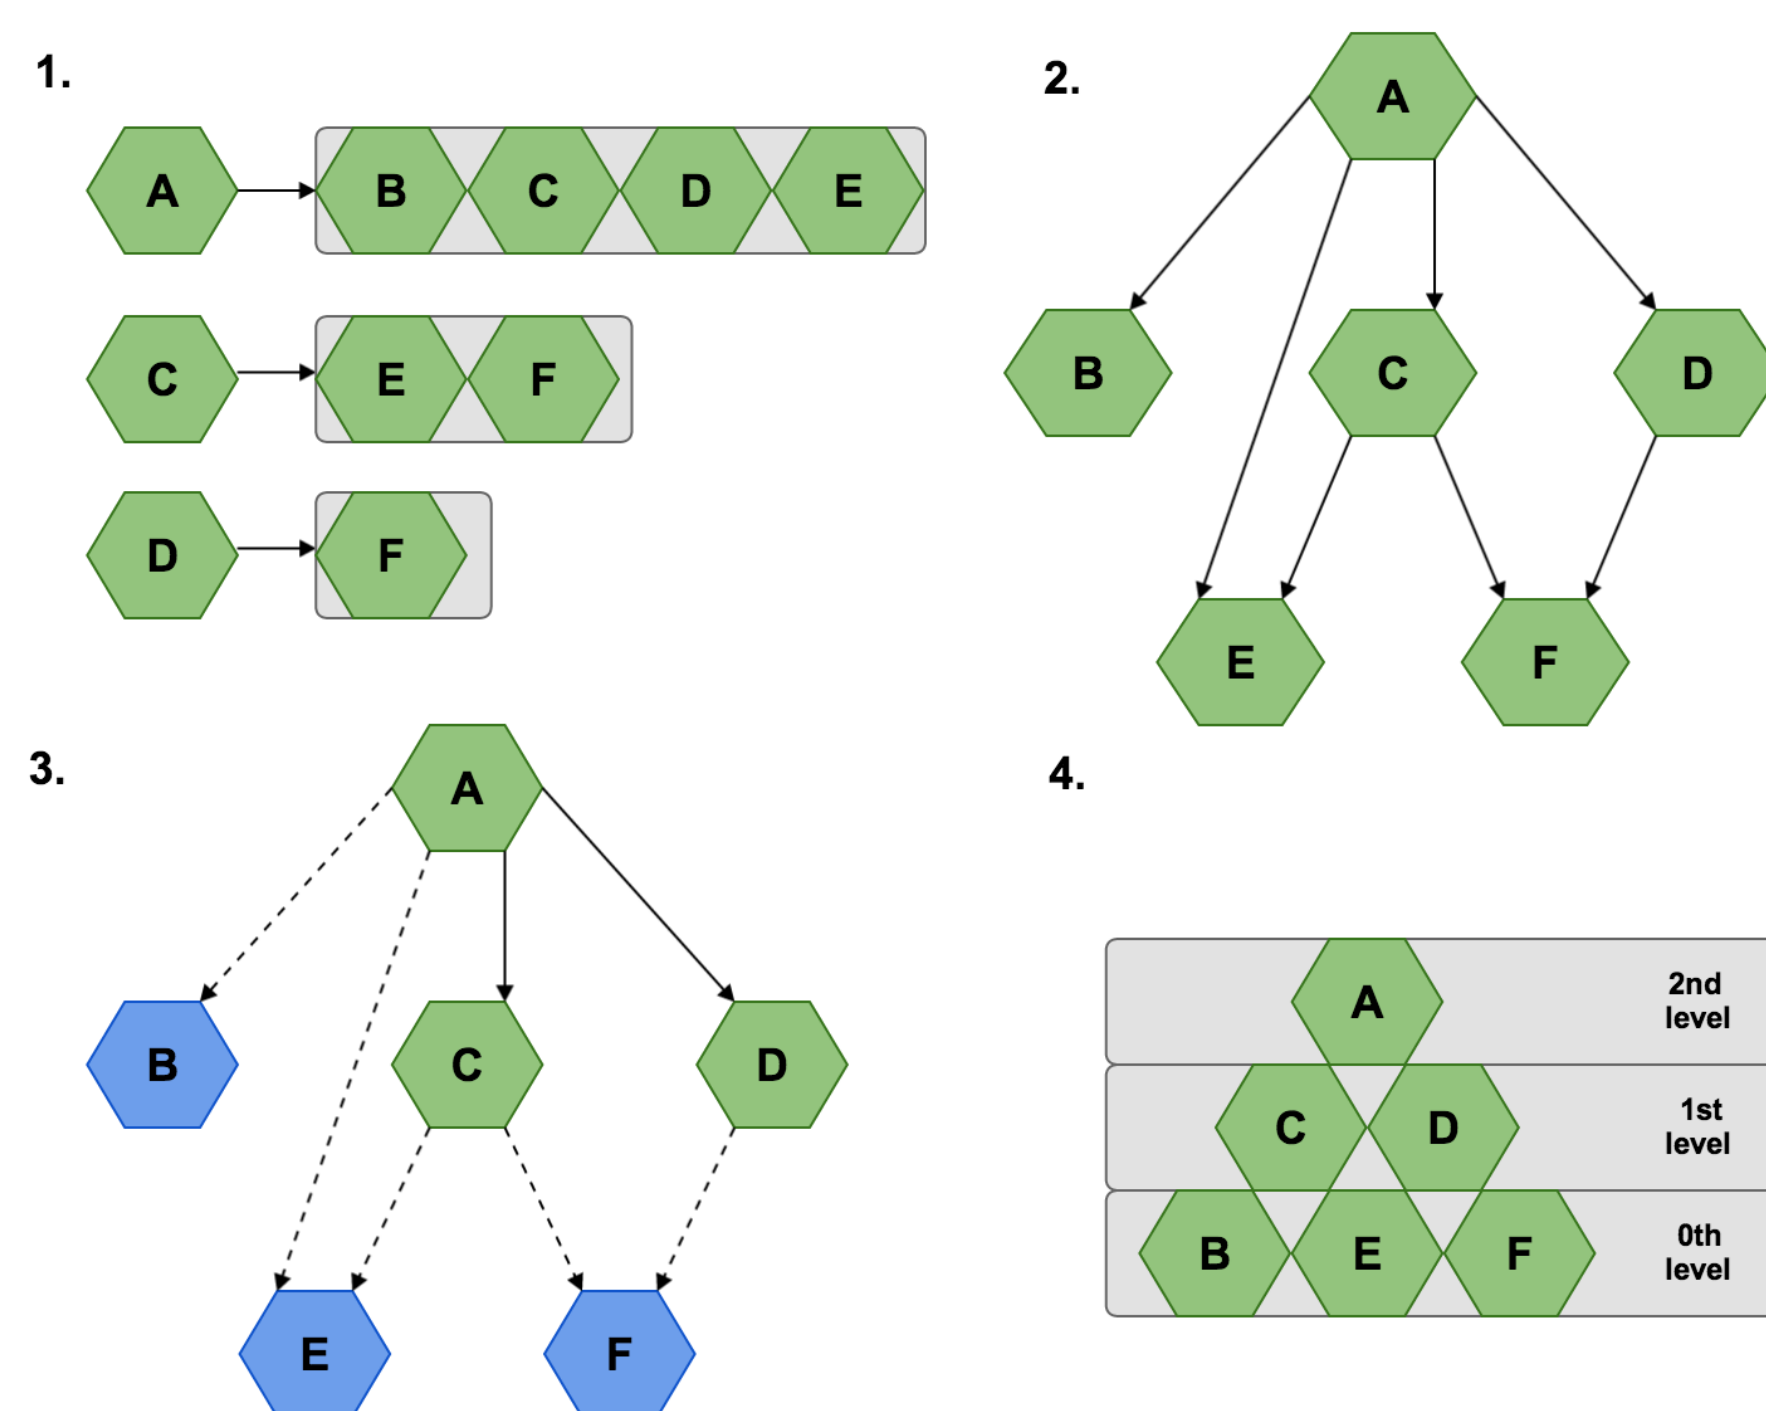 1.
A B C D E
C E F
D F
2.
A
B C D
E F
3.
A
B C D
E F
4.
A 2nd
level
C D 1st
level
B E F 0th
level